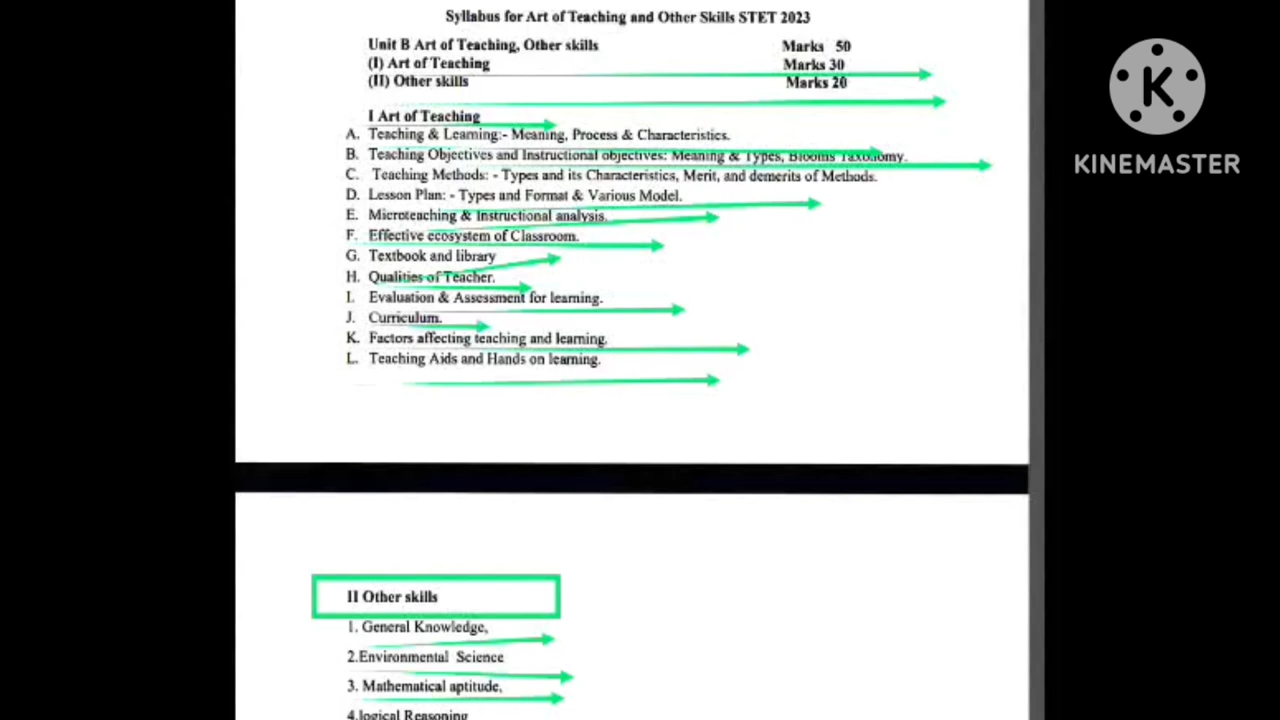 Syllabus for Art of Teaching and Other Skills STET 2023
Unit B Art of Teaching, Other skills Marks 50
(I) Art of Teaching Marks 30
(II) Other skills Marks 20
I Art of Teaching
A. Teaching & Learning:- Meaning, Process & Characteristics.
B. Teaching Objectives and Instructional objectives: Meaning & Types, Blooms Taxonomy.
C. Teaching Methods: - Types and its Characteristics, Merit, and demerits of Methods.
D. Lesson Plan: - Types and Format & Various Model.
E. Microteaching & Instructional analysis.
F. Effective ecosystem of Classroom.
G. Textbook and library
H. Qualities of Teacher.
I. Evaluation & Assessment for learning.
J. Curriculum.
K. Factors affecting teaching and learning.
L. Teaching Aids and Hands on learning.
II Other skills
1. General Knowledge,
2.Environmental Science
3. Mathematical aptitude,
4.logical Reasoning
K
KINEMASTER